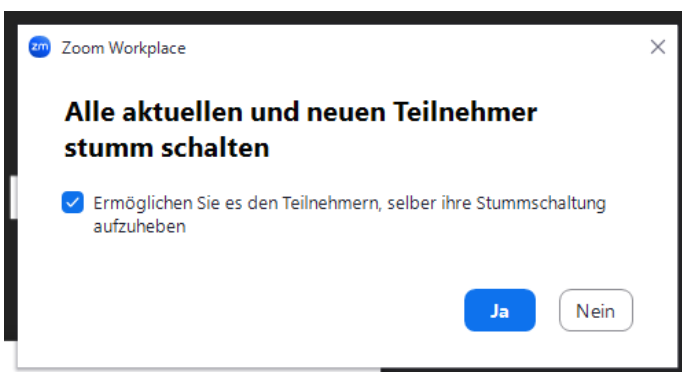 zm Zoom Workplace
Alle aktuellen und neuen Teilnehmer
stumm schalten
Ermöglichen Sie es den Teilnehmern, selber ihre Stummschaltung
aufzuheben
Ja Nein